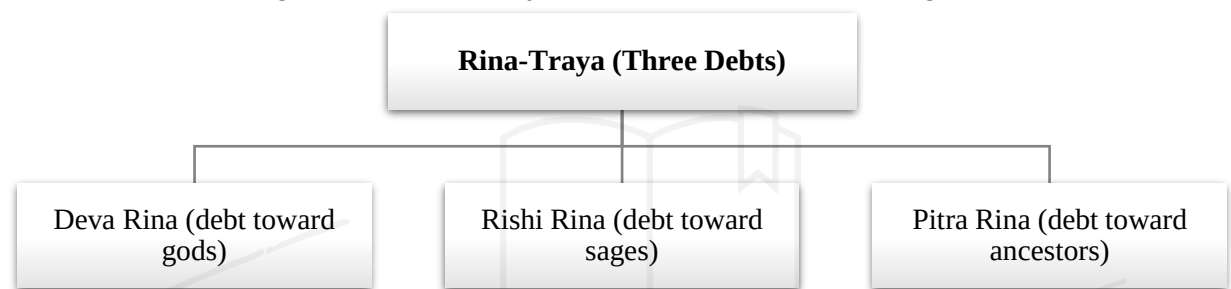 Rina-Traya (Three Debts)
Deva Rina (debt toward
gods)
Rishi Rina (debt toward
sages)
Pitra Rina (debt toward
ancestors)